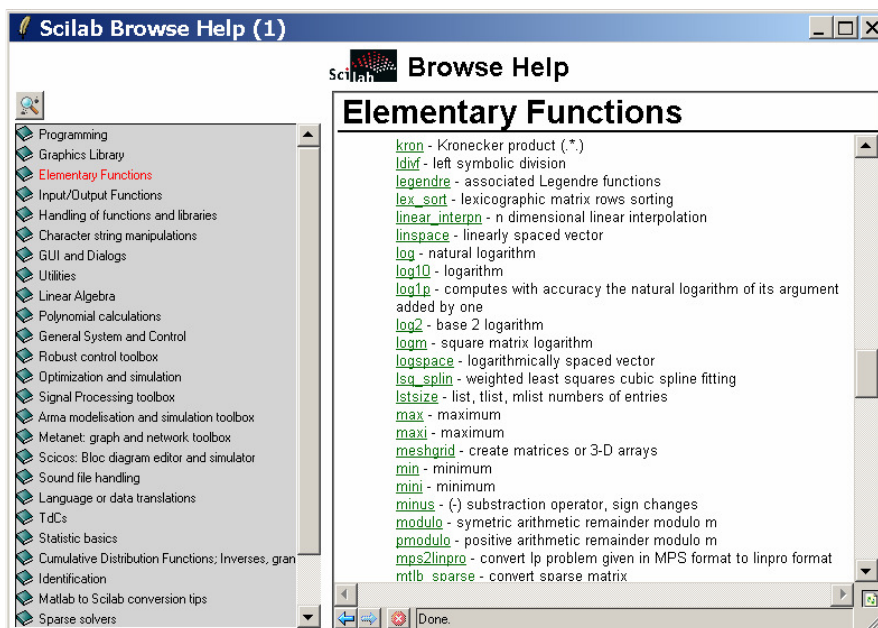 Scilab Browse Help (1)
Scilab Browse Help
Programming
Graphics Library
Elementary Functions
Input/Output Functions
Handling of functions and libraries
Character string manipulations
GUI and Dialogs
Utilities
Linear Algebra
Polynomial calculations
General System and Control
Robust control toolbox
Optimization and simulation
Signal Processing toolbox
Arma modelisation and simulation toolbox
Metanet: graph and network toolbox
Scicos: Bloc diagram editor and simulator
Sound file handling
Language or data translations
TdCs
Statistic basics
Cumulative Distribution Functions; Inverses, gran
Identification
Matlab to Scilab conversion tips
Sparse solvers
Elementary Functions
kron - Kronecker product (.*.)
ldivf - left symbolic division
legendre - associated Legendre functions
lex_sort - lexicographic matrix rows sorting
linear_interpn - n dimensional linear interpolation
linspace - linearly spaced vector
log - natural logarithm
log10 - logarithm
log1p - computes with accuracy the natural logarithm of its argument
added by one
log2 - base 2 logarithm
logm - square matrix logarithm
logspace - logarithmically spaced vector
lsq_splin - weighted least squares cubic spline fitting
lstsize - list, tlist, mlist numbers of entries
max - maximum
maxi - maximum
meshgrid - create matrices or 3-D arrays
min - minimum
mini - minimum
minus - (-) substraction operator, sign changes
modulo - symetric arithmetic remainder modulo m
pmodulo - positive arithmetic remainder modulo m
mps2linpro - convert lp problem given in MPS format to linpro format
mtlb_sparse - convert sparse matrix
Done.